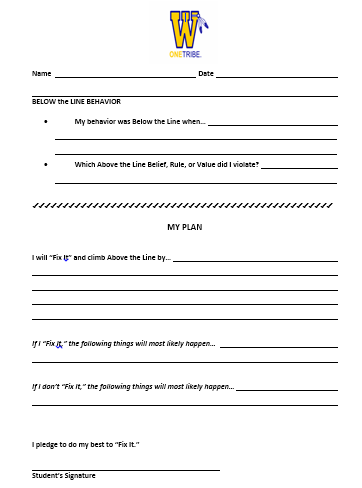 W
ONETRIBE.
Name Date
BELOW the LINE BEHAVIOR
• My behavior was Below the Line when...
• Which Above the Line Belief, Rule, or Value did I violate?
MY PLAN
I will "Fix It" and climb Above the Line by...
If I "Fix It," the following things will most likely happen...
If I don't "Fix It," the following things will most likely happen...
I pledge to do my best to "Fix It."
Student's Signature